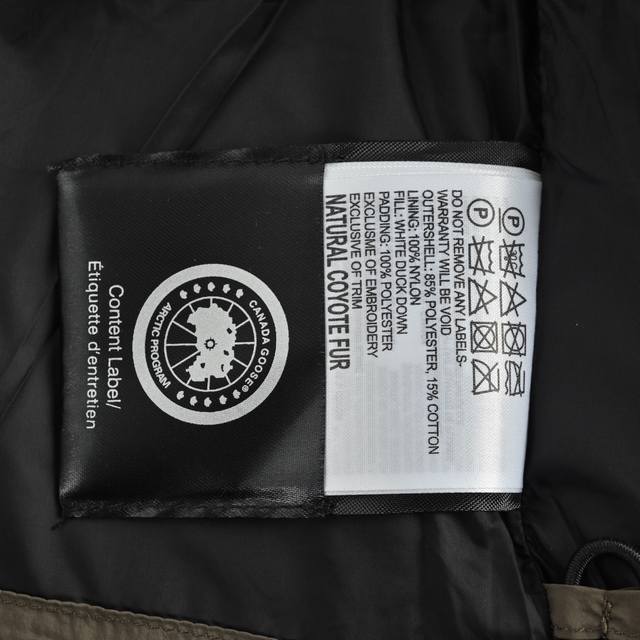 Content Label/
Étiquette d'entretien
CANADA GOOSE®
ARCTIC PROGRAM
DO NOT REMOVE ANY LABELS-
WARRANTY WILL BE VOID
OUTERSHELL: 85% POLYESTER, 15% COTTON
LINING: 100% NYLON
FILL: WHITE DUCK DOWN
PADDING: 100% POLYESTER
EXCLUSIVE OF EMBROIDERY
EXCLUSIVE OF TRIM
NATURAL COYOTE FUR
P
P